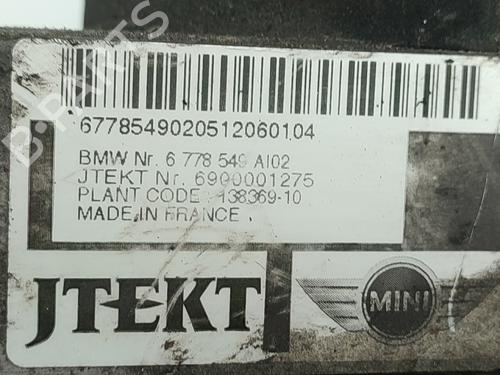 B-PARTS
67785490205120601 04
BMW Nr. 6 778 549 AI02
JTEKT Nr. 6900001275
PLANT CODE : 138369-10
MADE IN FRANCE .
JTEKT
MINI